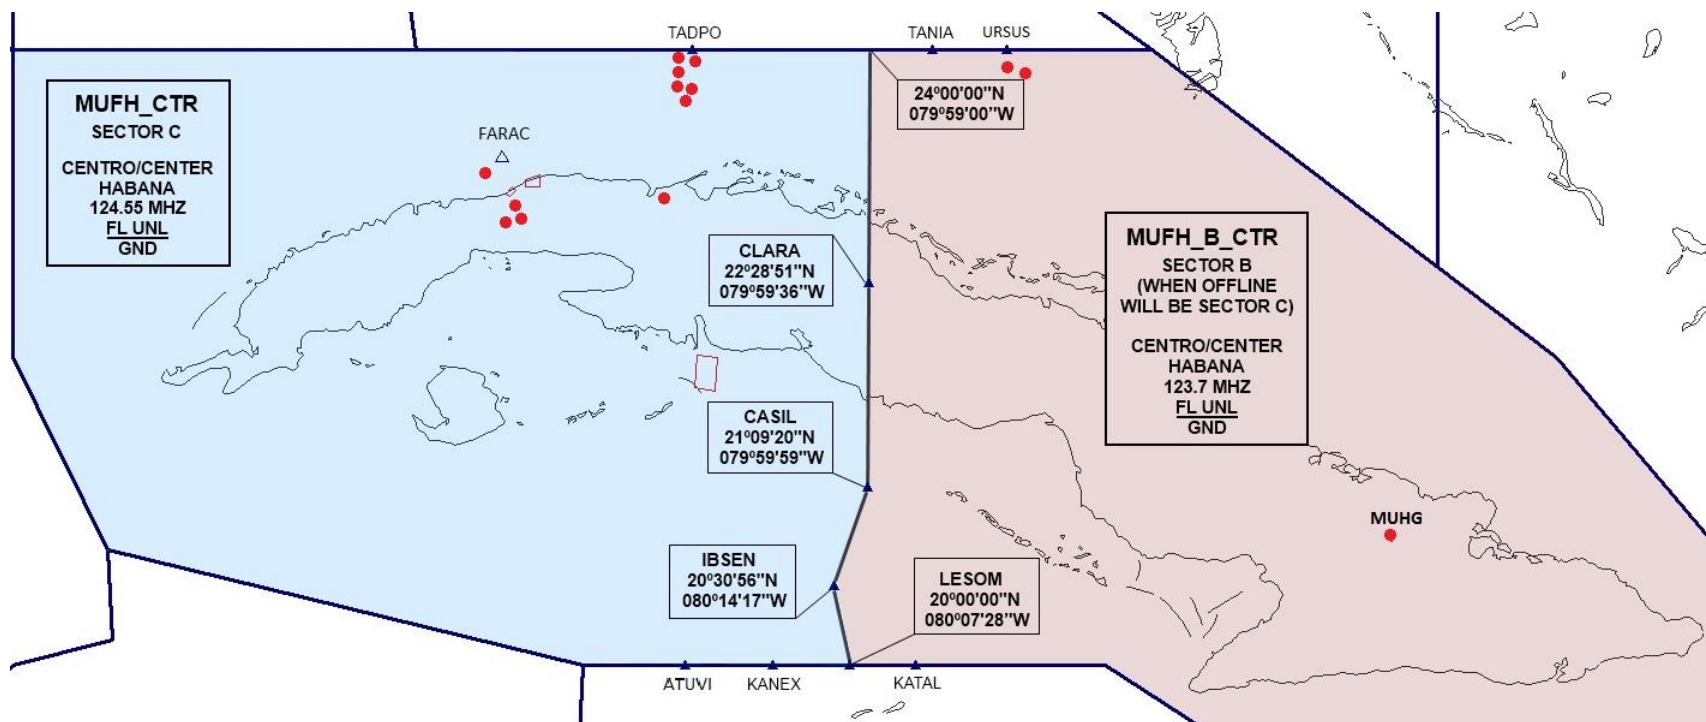 TADPO
TANIA
URSUS
MUFH_CTR
SECTOR C
CENTRO/CENTER
HABANA
124.55 MHZ
FL UNL
GND
FARAC
24º00'00"N
079º59'00"W
CLARA
22º28'51"N
079º59'36"W
MUFH_B_CTR
SECTOR B
(WHEN OFFLINE
WILL BE SECTOR C)
CENTRO/CENTER
HABANA
123.7 MHZ
FL UNL
GND
CASIL
21º09'20"N
079º59'59"W
MUHG
IBSEN
20º30'56"N
080º14'17"W
LESOM
20º00'00"N
080º07'28"W
ATUVI
KANEX
KATAL